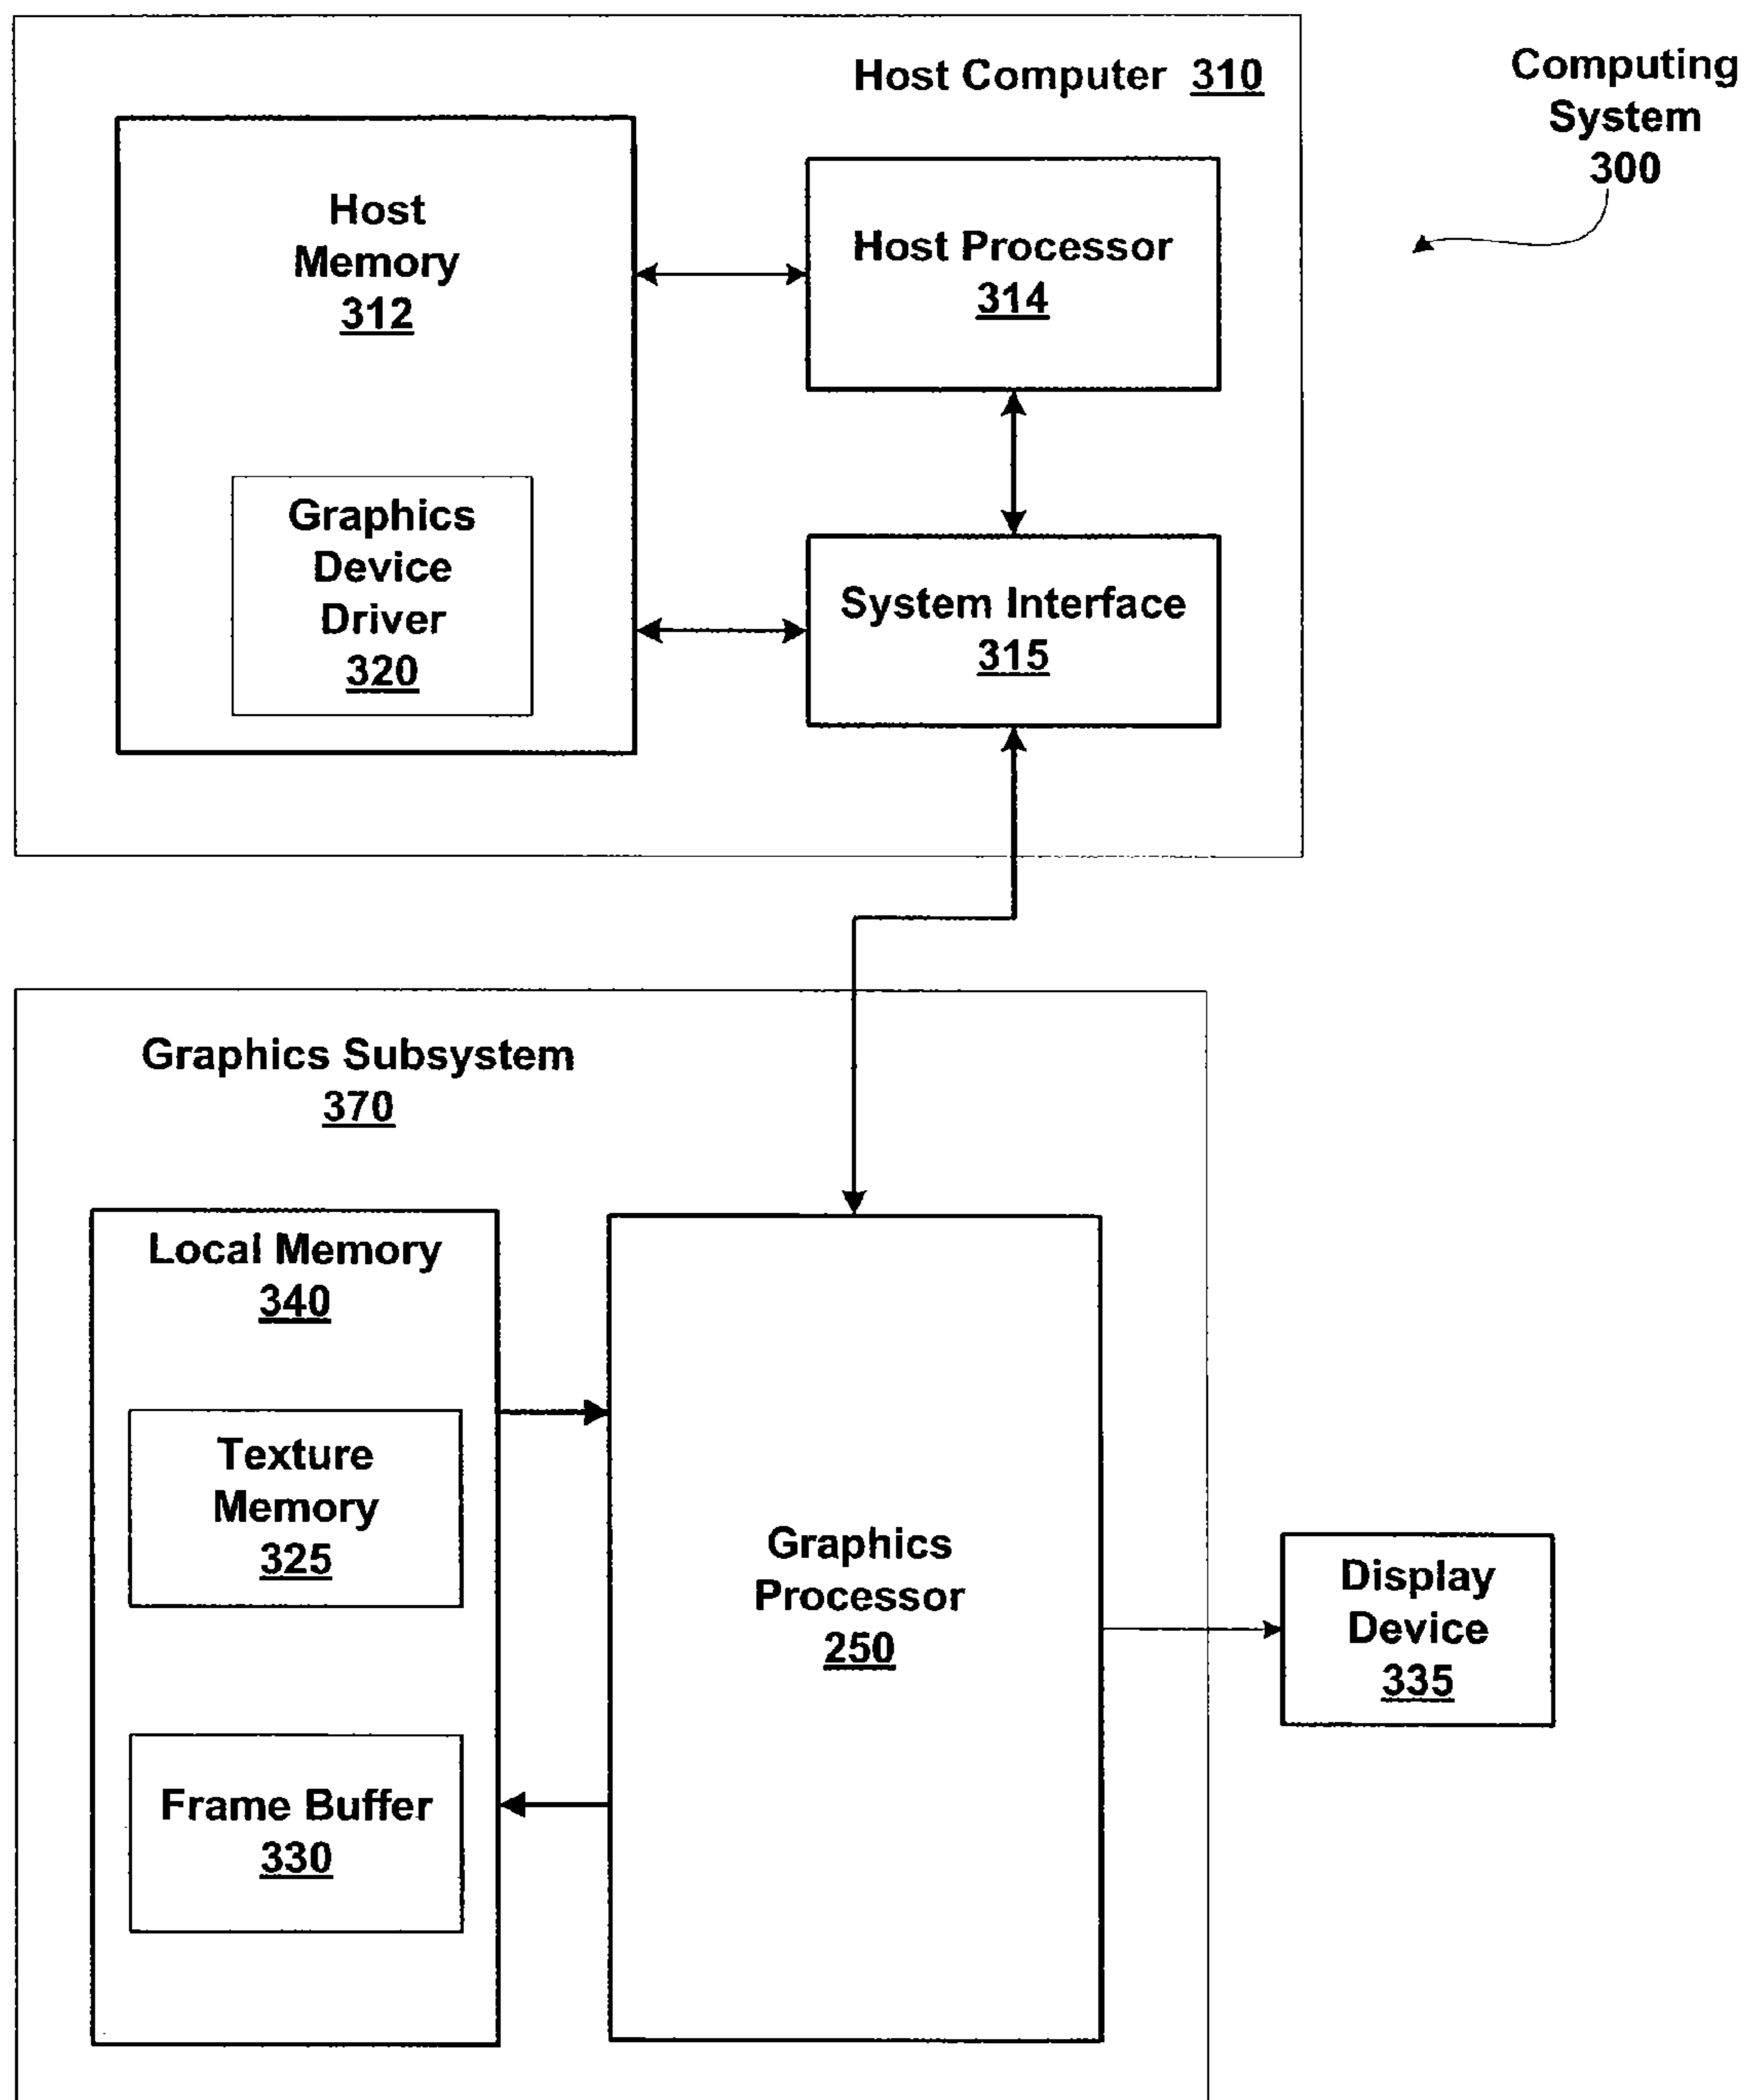 Host Computer 310
Computing
System
300
Host
Memory
312
Host Processor
314
Graphics
Device
Driver
320
System Interface
315
Graphics Subsystem
370
Local Memory
340
Texture
Memory
325
Graphics
Processor
250
Display
Device
335
Frame Buffer
330